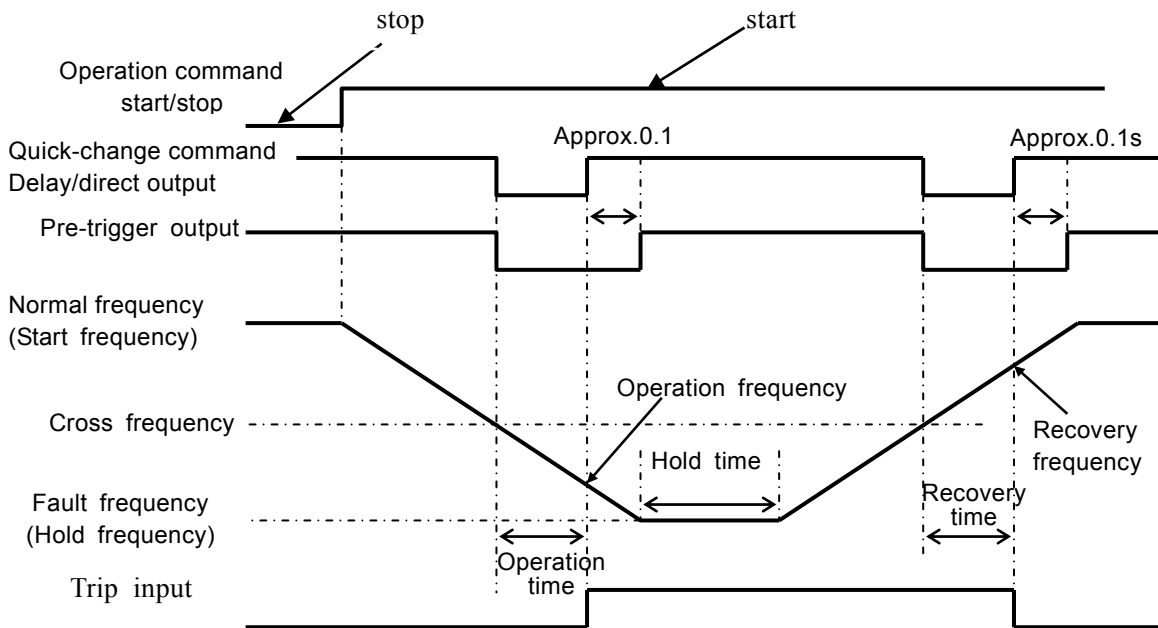 stop
start
Operation command
start/stop
Approx.0.1
Approx.0.1s
Quick-change command
Delay/direct output
Pre-trigger output
Normal frequency
(Start frequency)
Operation frequency
Cross frequency
Recovery
frequency
Hold time
Fault frequency
(Hold frequency)
Recovery
time
Operation
time
Trip input